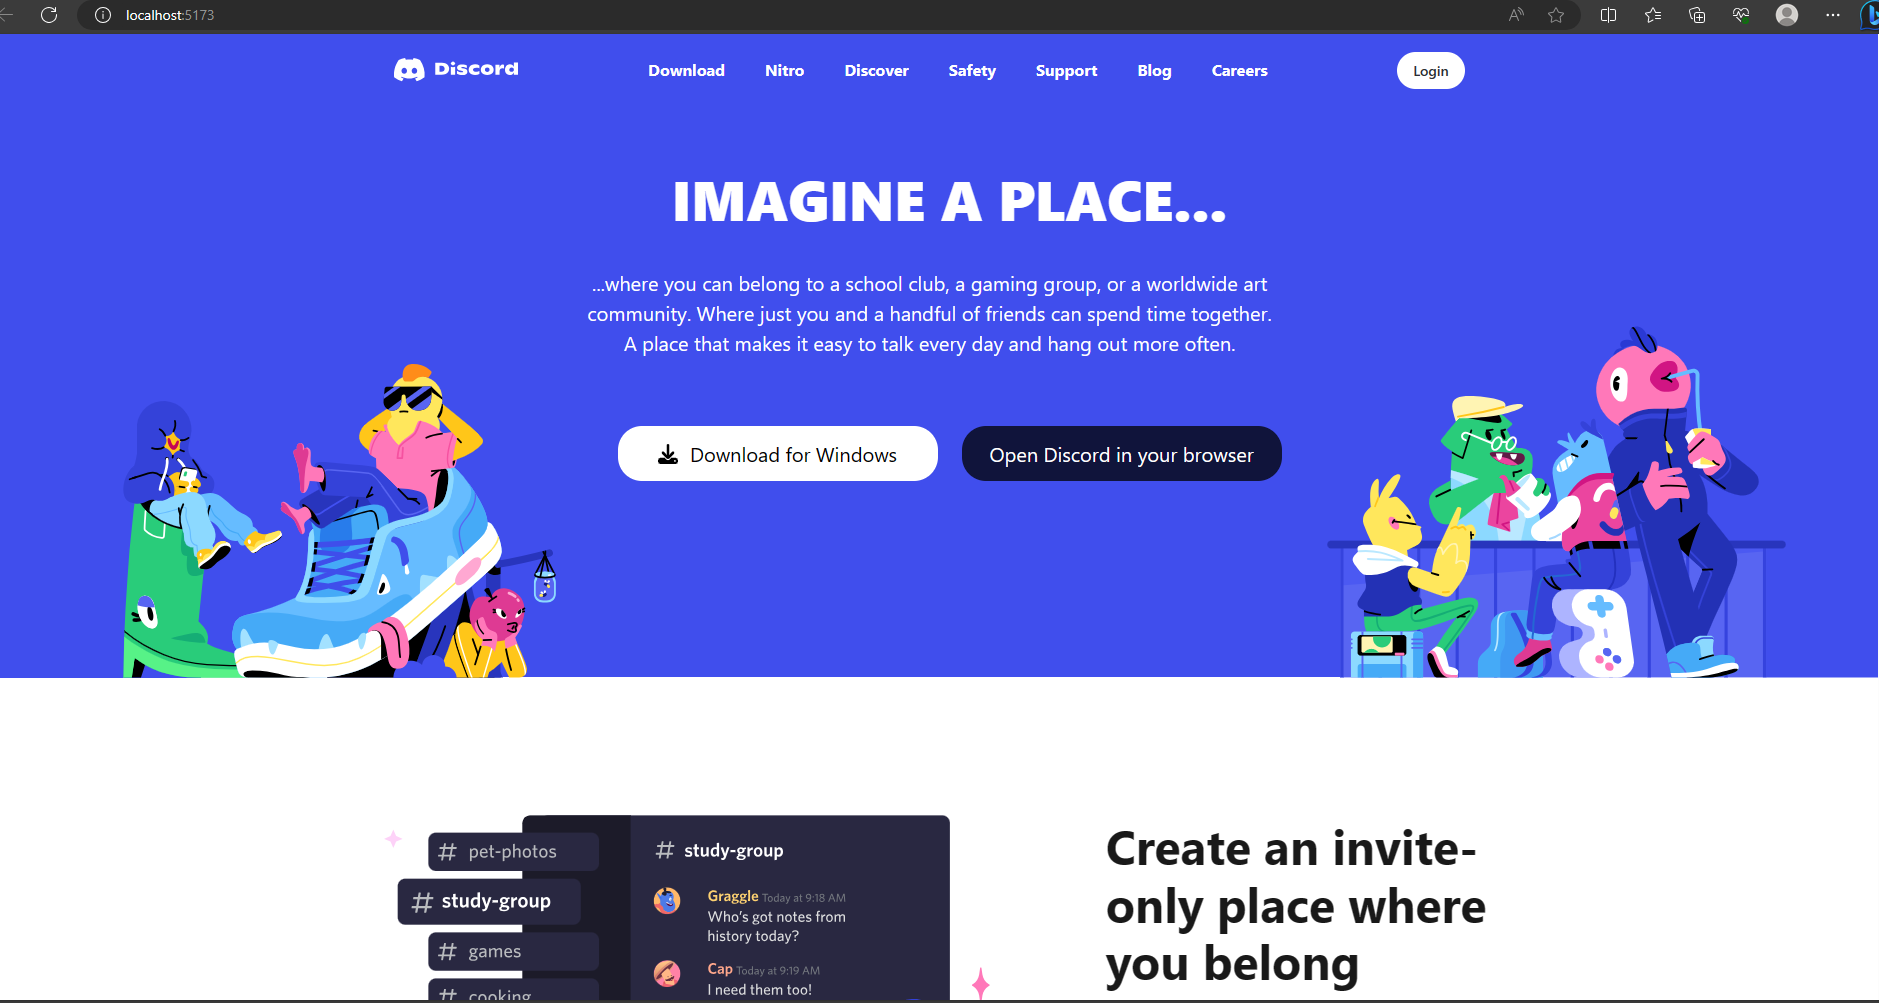 localhost:5173
Discord
Download Nitro Discover Safety Support Blog Careers
Login
IMAGINE A PLACE...
...where you can belong to a school club, a gaming group, or a worldwide art
community. Where just you and a handful of friends can spend time together.
A place that makes it easy to talk every day and hang out more often.
Download for Windows
Open Discord in your browser
# pet-photos
# study-group
# games
# cooking
# study-group
Graggle Today at 9:18 AM
Who's got notes from
history today?
Cap Today at 9:19 AM
I need them too!
Create an invite-
only place where
you belong